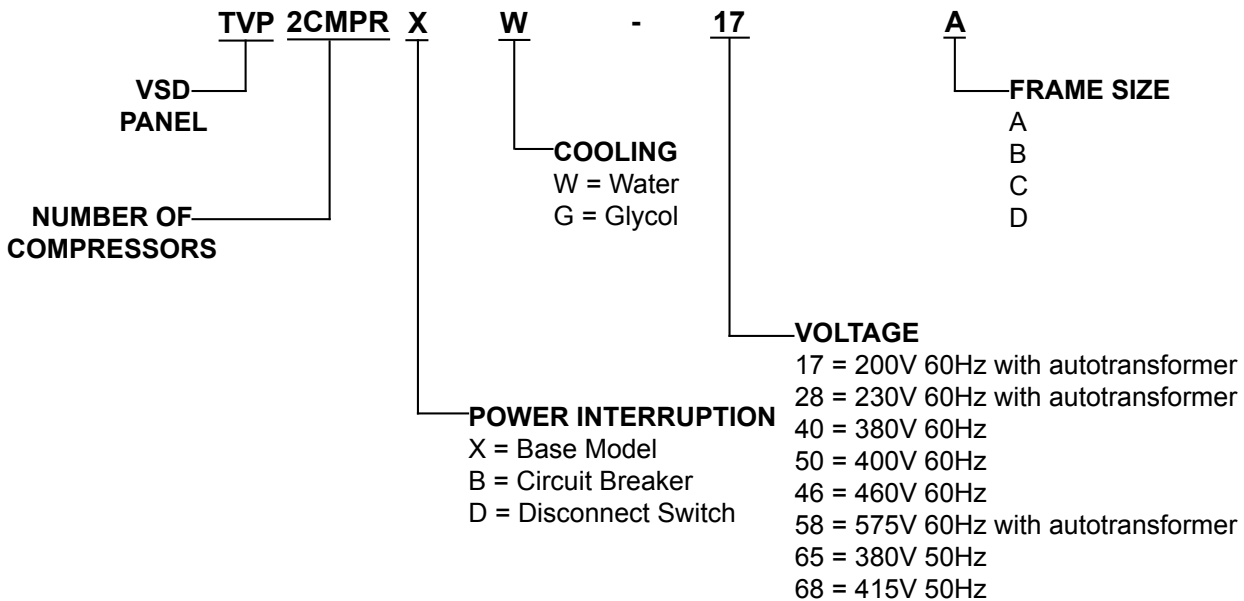 TVP 2CMPR X W - 17 A
VSD
PANEL
NUMBER OF
COMPRESSORS
POWER INTERRUPTION
X = Base Model
B = Circuit Breaker
D = Disconnect Switch
COOLING
W = Water
G = Glycol
VOLTAGE
17 = 200V 60Hz with autotransformer
28 = 230V 60Hz with autotransformer
40 = 380V 60Hz
50 = 400V 60Hz
46 = 460V 60Hz
58 = 575V 60Hz with autotransformer
65 = 380V 50Hz
68 = 415V 50Hz
FRAME SIZE
A
B
C
D